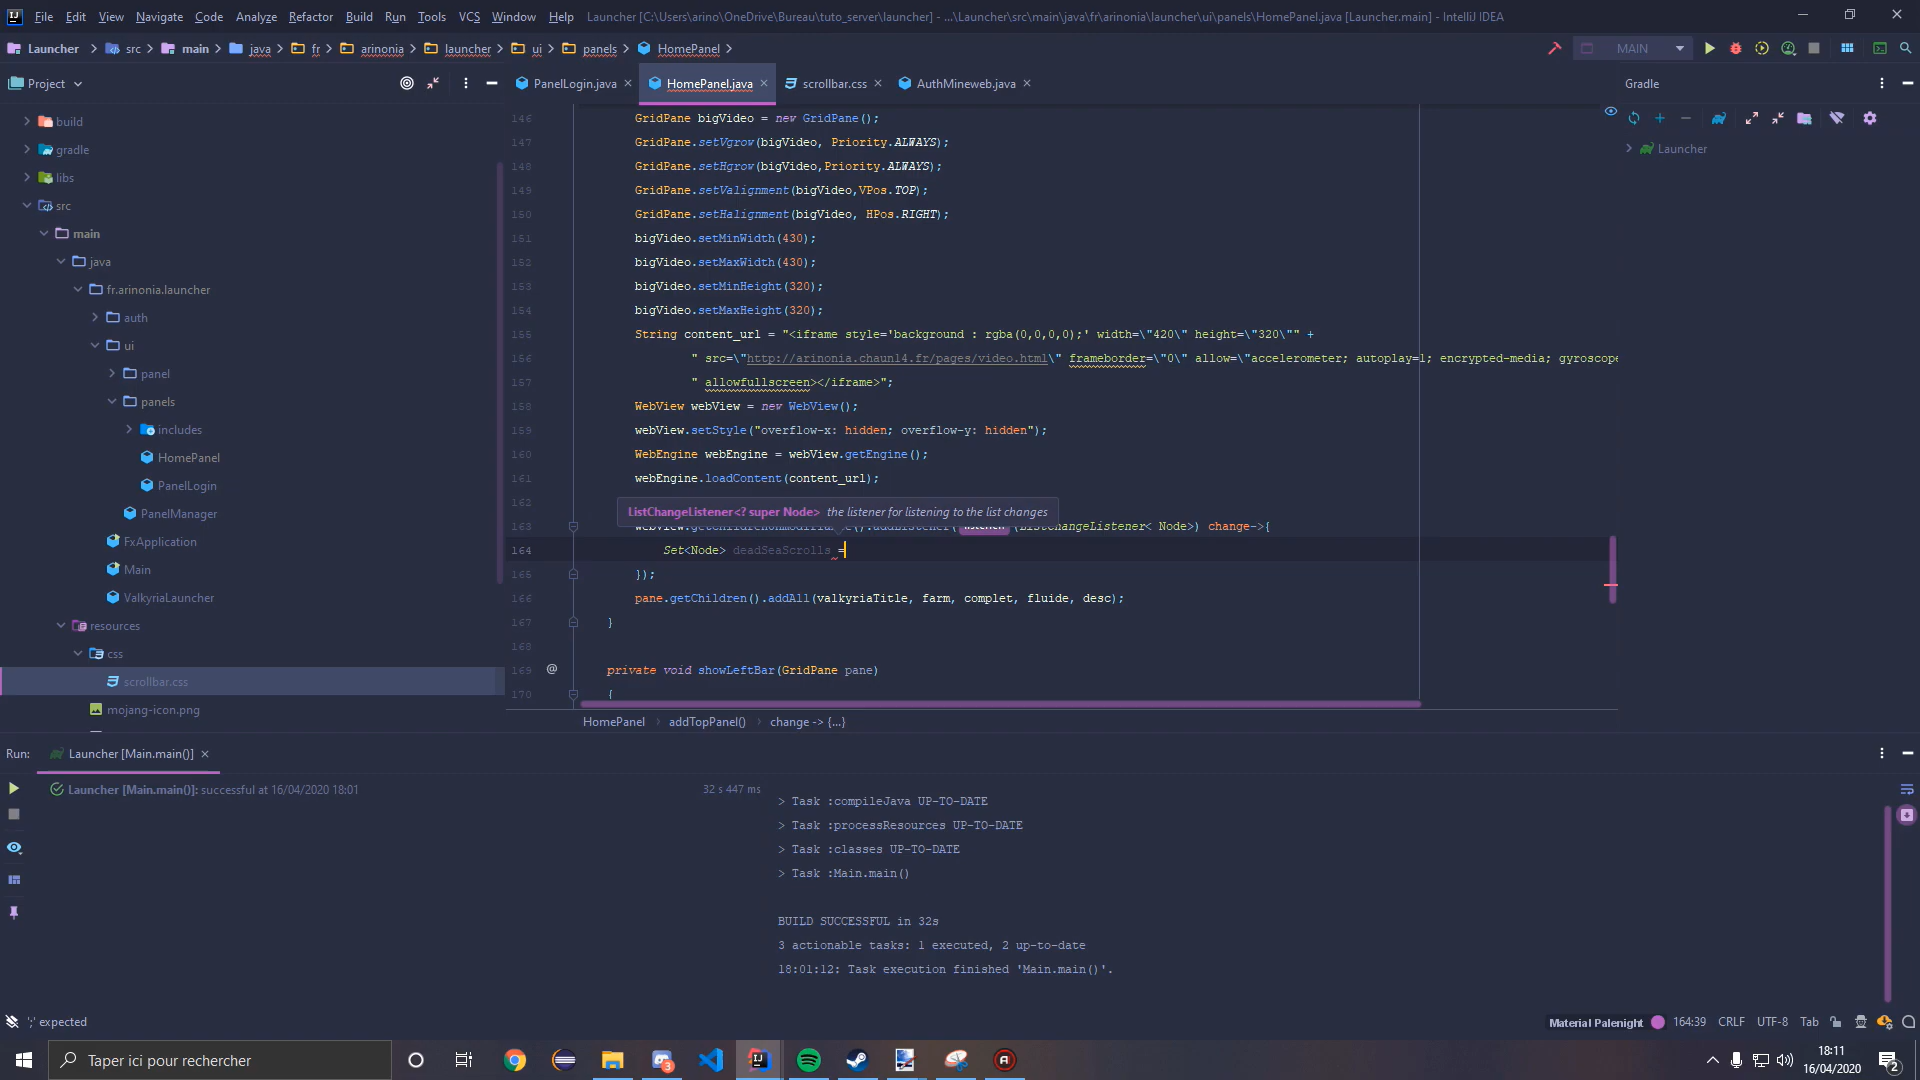 File Edit View Navigate Code Analyze Refactor Build Run Tools VCS Window Help Launcher [C:\Users\arino\OneDrive\Bureau\tuto_server\launcher] - ...\Launcher\src\main\java\fr\arinonia\launcher\ui\panels\HomePanel.java [Launcher.main] - IntelliJ IDEA
Launcher src main java fr arinonia launcher ui panels HomePanel MAIN
Project PanelLogin.java HomePanel.java scrollbar.css AuthMineweb.java Gradle
build
gradle
libs
src
main
java
fr.arinonia.launcher
auth
ui
panel
panels
includes
HomePanel
PanelLogin
PanelManager
FxApplication
Main
ValkyriaLauncher
resources
css
scrollbar.css
mojang-icon.png
146 GridPane bigVideo = new GridPane();
147 GridPane.setVgrow(bigVideo, Priority.ALWAYS);
148 GridPane.setHgrow(bigVideo,Priority.ALWAYS);
149 GridPane.setValignment(bigVideo,VPos.TOP);
150 GridPane.setHalignment(bigVideo, HPos.RIGHT);
151 bigVideo.setMinWidth(430);
152 bigVideo.setMaxWidth(430);
153 bigVideo.setMinHeight(320);
154 bigVideo.setMaxHeight(320);
155 String content_url = "<iframe style='background : rgba(0,0,0,0);' width=\"420\" height=\"320\"" +
156 " src=\"http://arinonia.chaun14.fr/pages/video.html\" frameborder=\"0\" allow=\"accelerometer; autoplay=1; encrypted-media; gyroscope
157 " allowfullscreen></iframe>";
158 WebView webView = new WebView();
159 webView.setStyle("overflow-x: hidden; overflow-y: hidden");
160 WebEngine webEngine = webView.getEngine();
161 webEngine.loadContent(content_url);
162
ListChangeListener<? super Node> the listener for listening to the list changes
163 Node>) change->{
164 Set<Node> deadSeaScrolls =
165 });
166 pane.getChildren().addAll(valkyriaTitle, farm, complet, fluide, desc);
167 }
168
169 @ private void showLeftBar(GridPane pane)
170 {
HomePanel addTopPanel() change -> {...}
Launcher
Run: Launcher [Main.main()]
Launcher [Main.main()]: successful at 16/04/2020 18:01 32 s 447 ms
> Task :compileJava UP-TO-DATE
> Task :processResources UP-TO-DATE
> Task :classes UP-TO-DATE
> Task :Main.main()
BUILD SUCCESSFUL in 32s
3 actionable tasks: 1 executed, 2 up-to-date
18:01:12: Task execution finished 'Main.main()'.
';' expected Material Palenight 164:39 CRLF UTF-8 Tab
Taper ici pour rechercher 3 18:11
16/04/2020 2